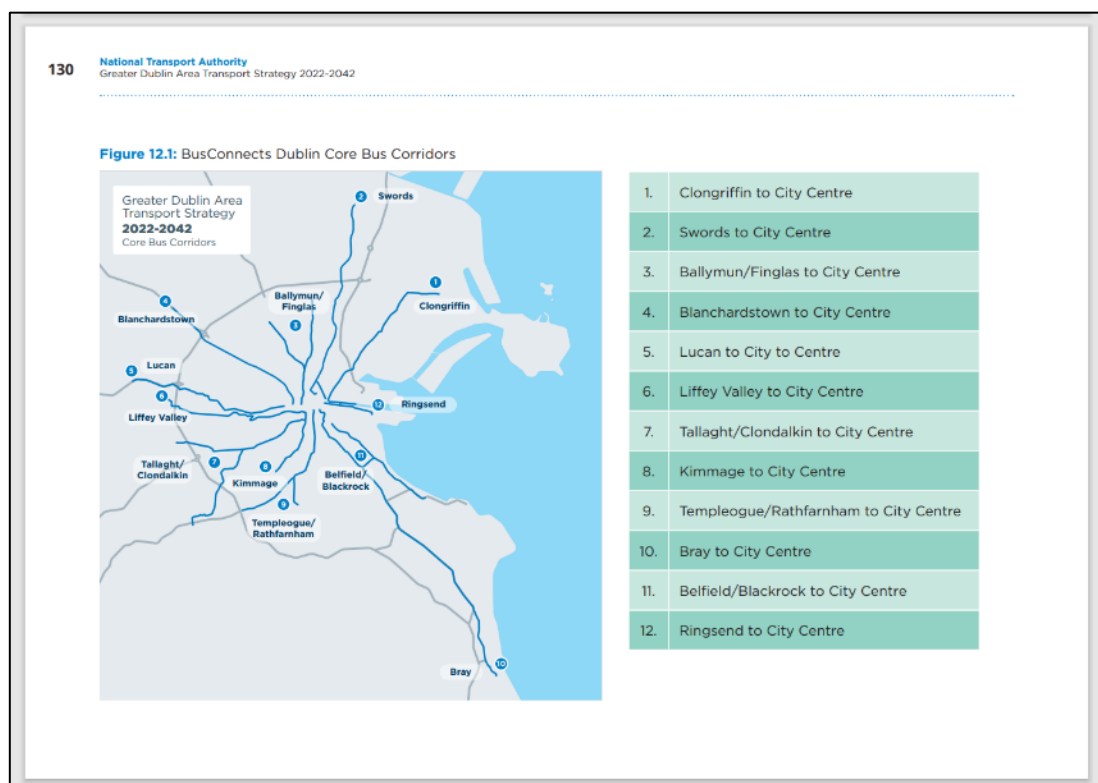 130
National Transport Authority
Greater Dublin Area Transport Strategy 2022-2042
Figure 12.1: BusConnects Dublin Core Bus Corridors
Greater Dublin Area
Transport Strategy
2022-2042
Core Bus Corridors
2 Swords
1
Clongriffin
Ballymun/
Finglas
3
4
Blanchardstown
Lucan
5
6
Liffey Valley
12 Ringsend
Tallaght/
Clondalkin
7
8
Kimmage
11
Belfield/
Blackrock
9
Templeogue/
Rathfarnham
10
Bray
1. Clongriffin to City Centre
2. Swords to City Centre
3. Ballymun/Finglas to City Centre
4. Blanchardstown to City Centre
5. Lucan to City to Centre
6. Liffey Valley to City Centre
7. Tallaght/Clondalkin to City Centre
8. Kimmage to City Centre
9. Templeogue/Rathfarnham to City Centre
10. Bray to City Centre
11. Belfield/Blackrock to City Centre
12. Ringsend to City Centre